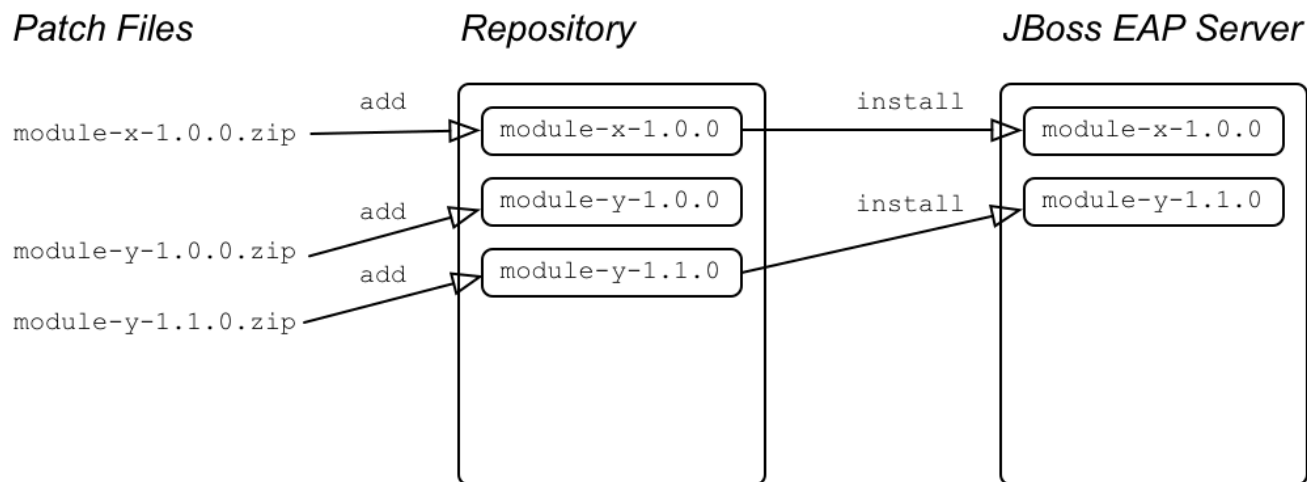 Patch Files
Repository
JBoss EAP Server
add
install
module-x-1.0.0.zip
module-x-1.0.0
module-x-1.0.0
add
module-y-1.0.0
install
module-y-1.1.0
module-y-1.0.0.zip
add
module-y-1.1.0
module-y-1.1.0.zip